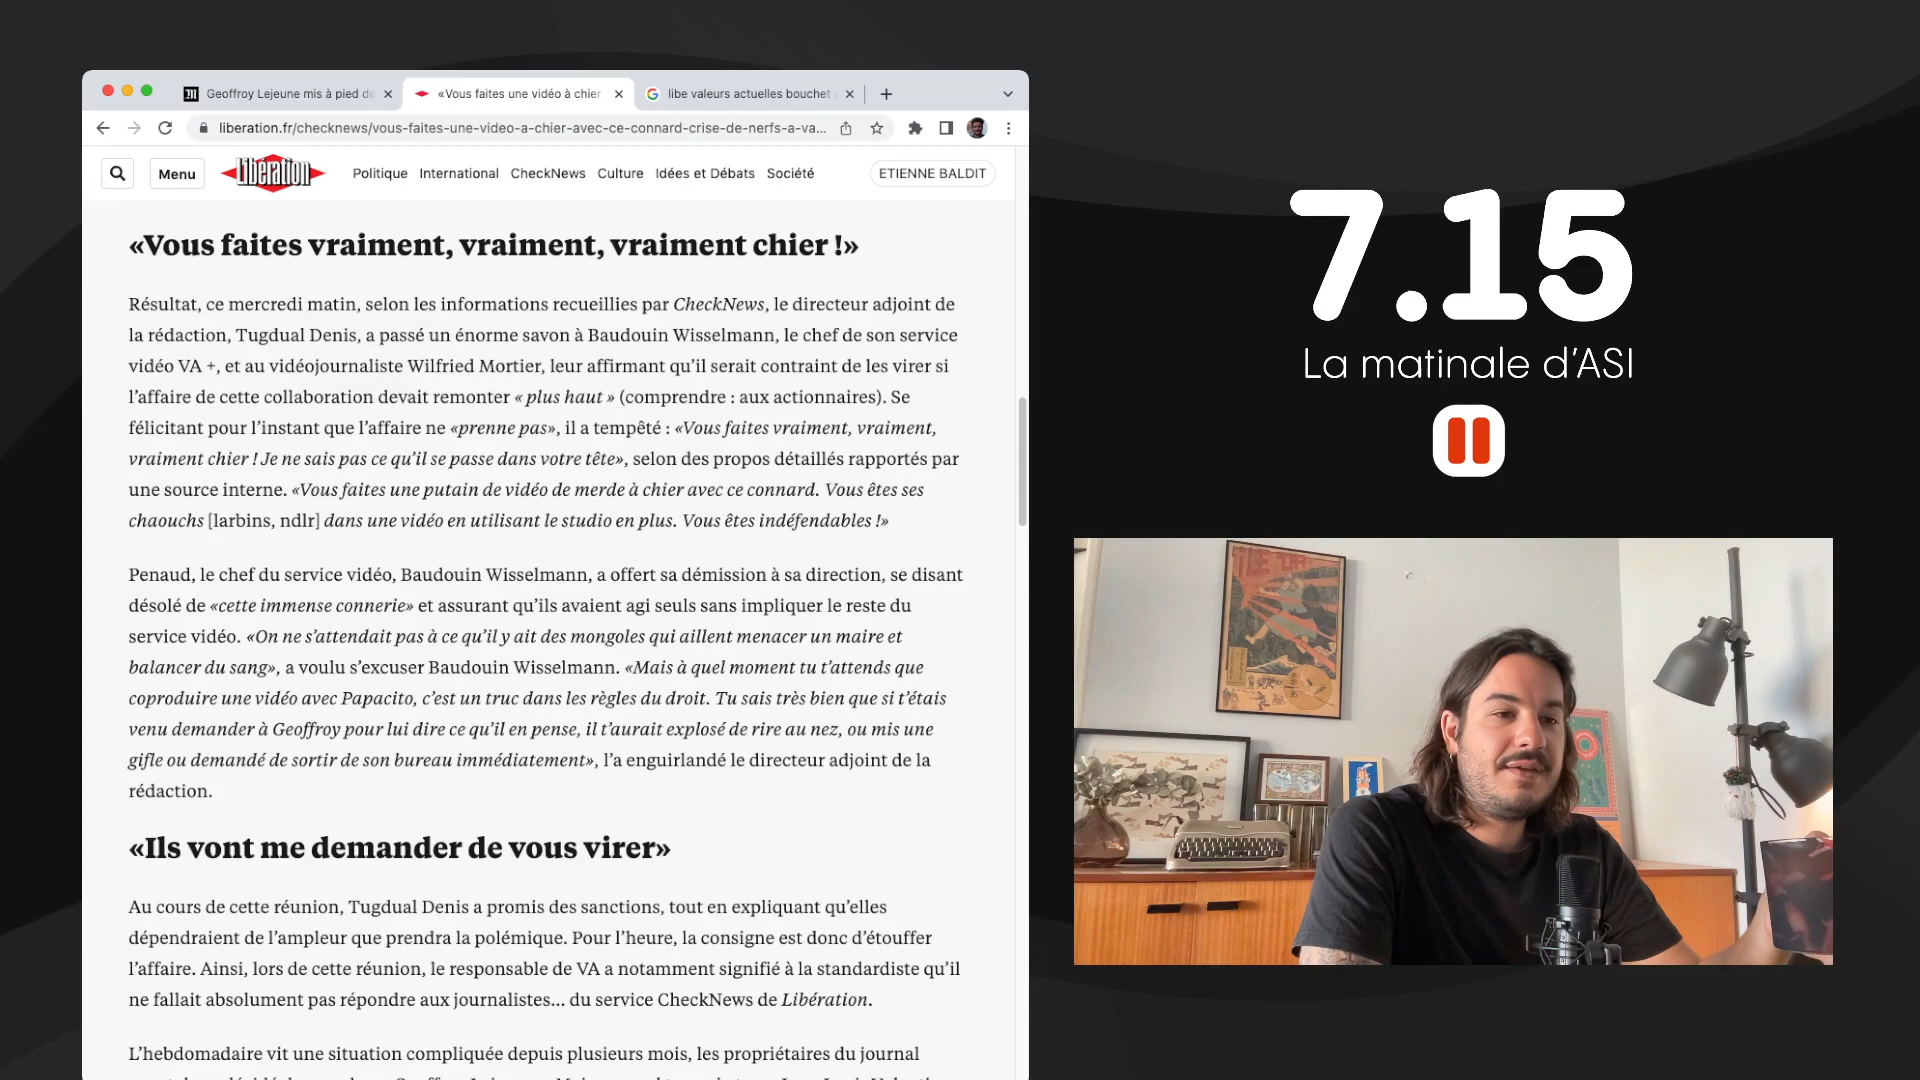 Geoffroy Lejeune mis à pied de
«Vous faites une vidéo à chier
libe valeurs actuelles bouchet
liberation.fr/checknews/vous-faites-une-video-a-chier-avec-ce-connard-crise-de-nerfs-a-va...
Menu
Libération
Politique International CheckNews Culture Idées et Débats Société
ETIENNE BALDIT
«Vous faites vraiment, vraiment, vraiment chier !»
Résultat, ce mercredi matin, selon les informations recueillies par CheckNews, le directeur adjoint de
la rédaction, Tugdual Denis, a passé un énorme savon à Baudouin Wisselmann, le chef de son service
vidéo VA +, et au vidéojournaliste Wilfried Mortier, leur affirmant qu’il serait contraint de les virer si
l’affaire de cette collaboration devait remonter « plus haut » (comprendre : aux actionnaires). Se
félicitant pour l’instant que l’affaire ne «prenne pas», il a tempêté : «Vous faites vraiment, vraiment,
vraiment chier ! Je ne sais pas ce qu’il se passe dans votre tête», selon des propos détaillés rapportés par
une source interne. «Vous faites une putain de vidéo de merde à chier avec ce connard. Vous êtes ses
chaouchs [larbins, ndlr] dans une vidéo en utilisant le studio en plus. Vous êtes indéfendables !»
Penaud, le chef du service vidéo, Baudouin Wisselmann, a offert sa démission à sa direction, se disant
désolé de «cette immense connerie» et assurant qu’ils avaient agi seuls sans impliquer le reste du
service vidéo. «On ne s’attendait pas à ce qu’il y ait des mongoles qui aillent menacer un maire et
balancer du sang», a voulu s’excuser Baudouin Wisselmann. «Mais à quel moment tu t’attends que
coproduire une vidéo avec Papacito, c’est un truc dans les règles du droit. Tu sais très bien que si t’étais
venu demander à Geoffroy pour lui dire ce qu’il en pense, il t’aurait explosé de rire au nez, ou mis une
gifle ou demandé de sortir de son bureau immédiatement», l’a enguirlandé le directeur adjoint de la
rédaction.
«Ils vont me demander de vous virer»
Au cours de cette réunion, Tugdual Denis a promis des sanctions, tout en expliquant qu’elles
dépendraient de l’ampleur que prendra la polémique. Pour l’heure, la consigne est donc d’étouffer
l’affaire. Ainsi, lors de cette réunion, le responsable de VA a notamment signifié à la standardiste qu’il
ne fallait absolument pas répondre aux journalistes... du service CheckNews de Libération.
L’hebdomadaire vit une situation compliquée depuis plusieurs mois, les propriétaires du journal
7.15
La matinale d’ASI